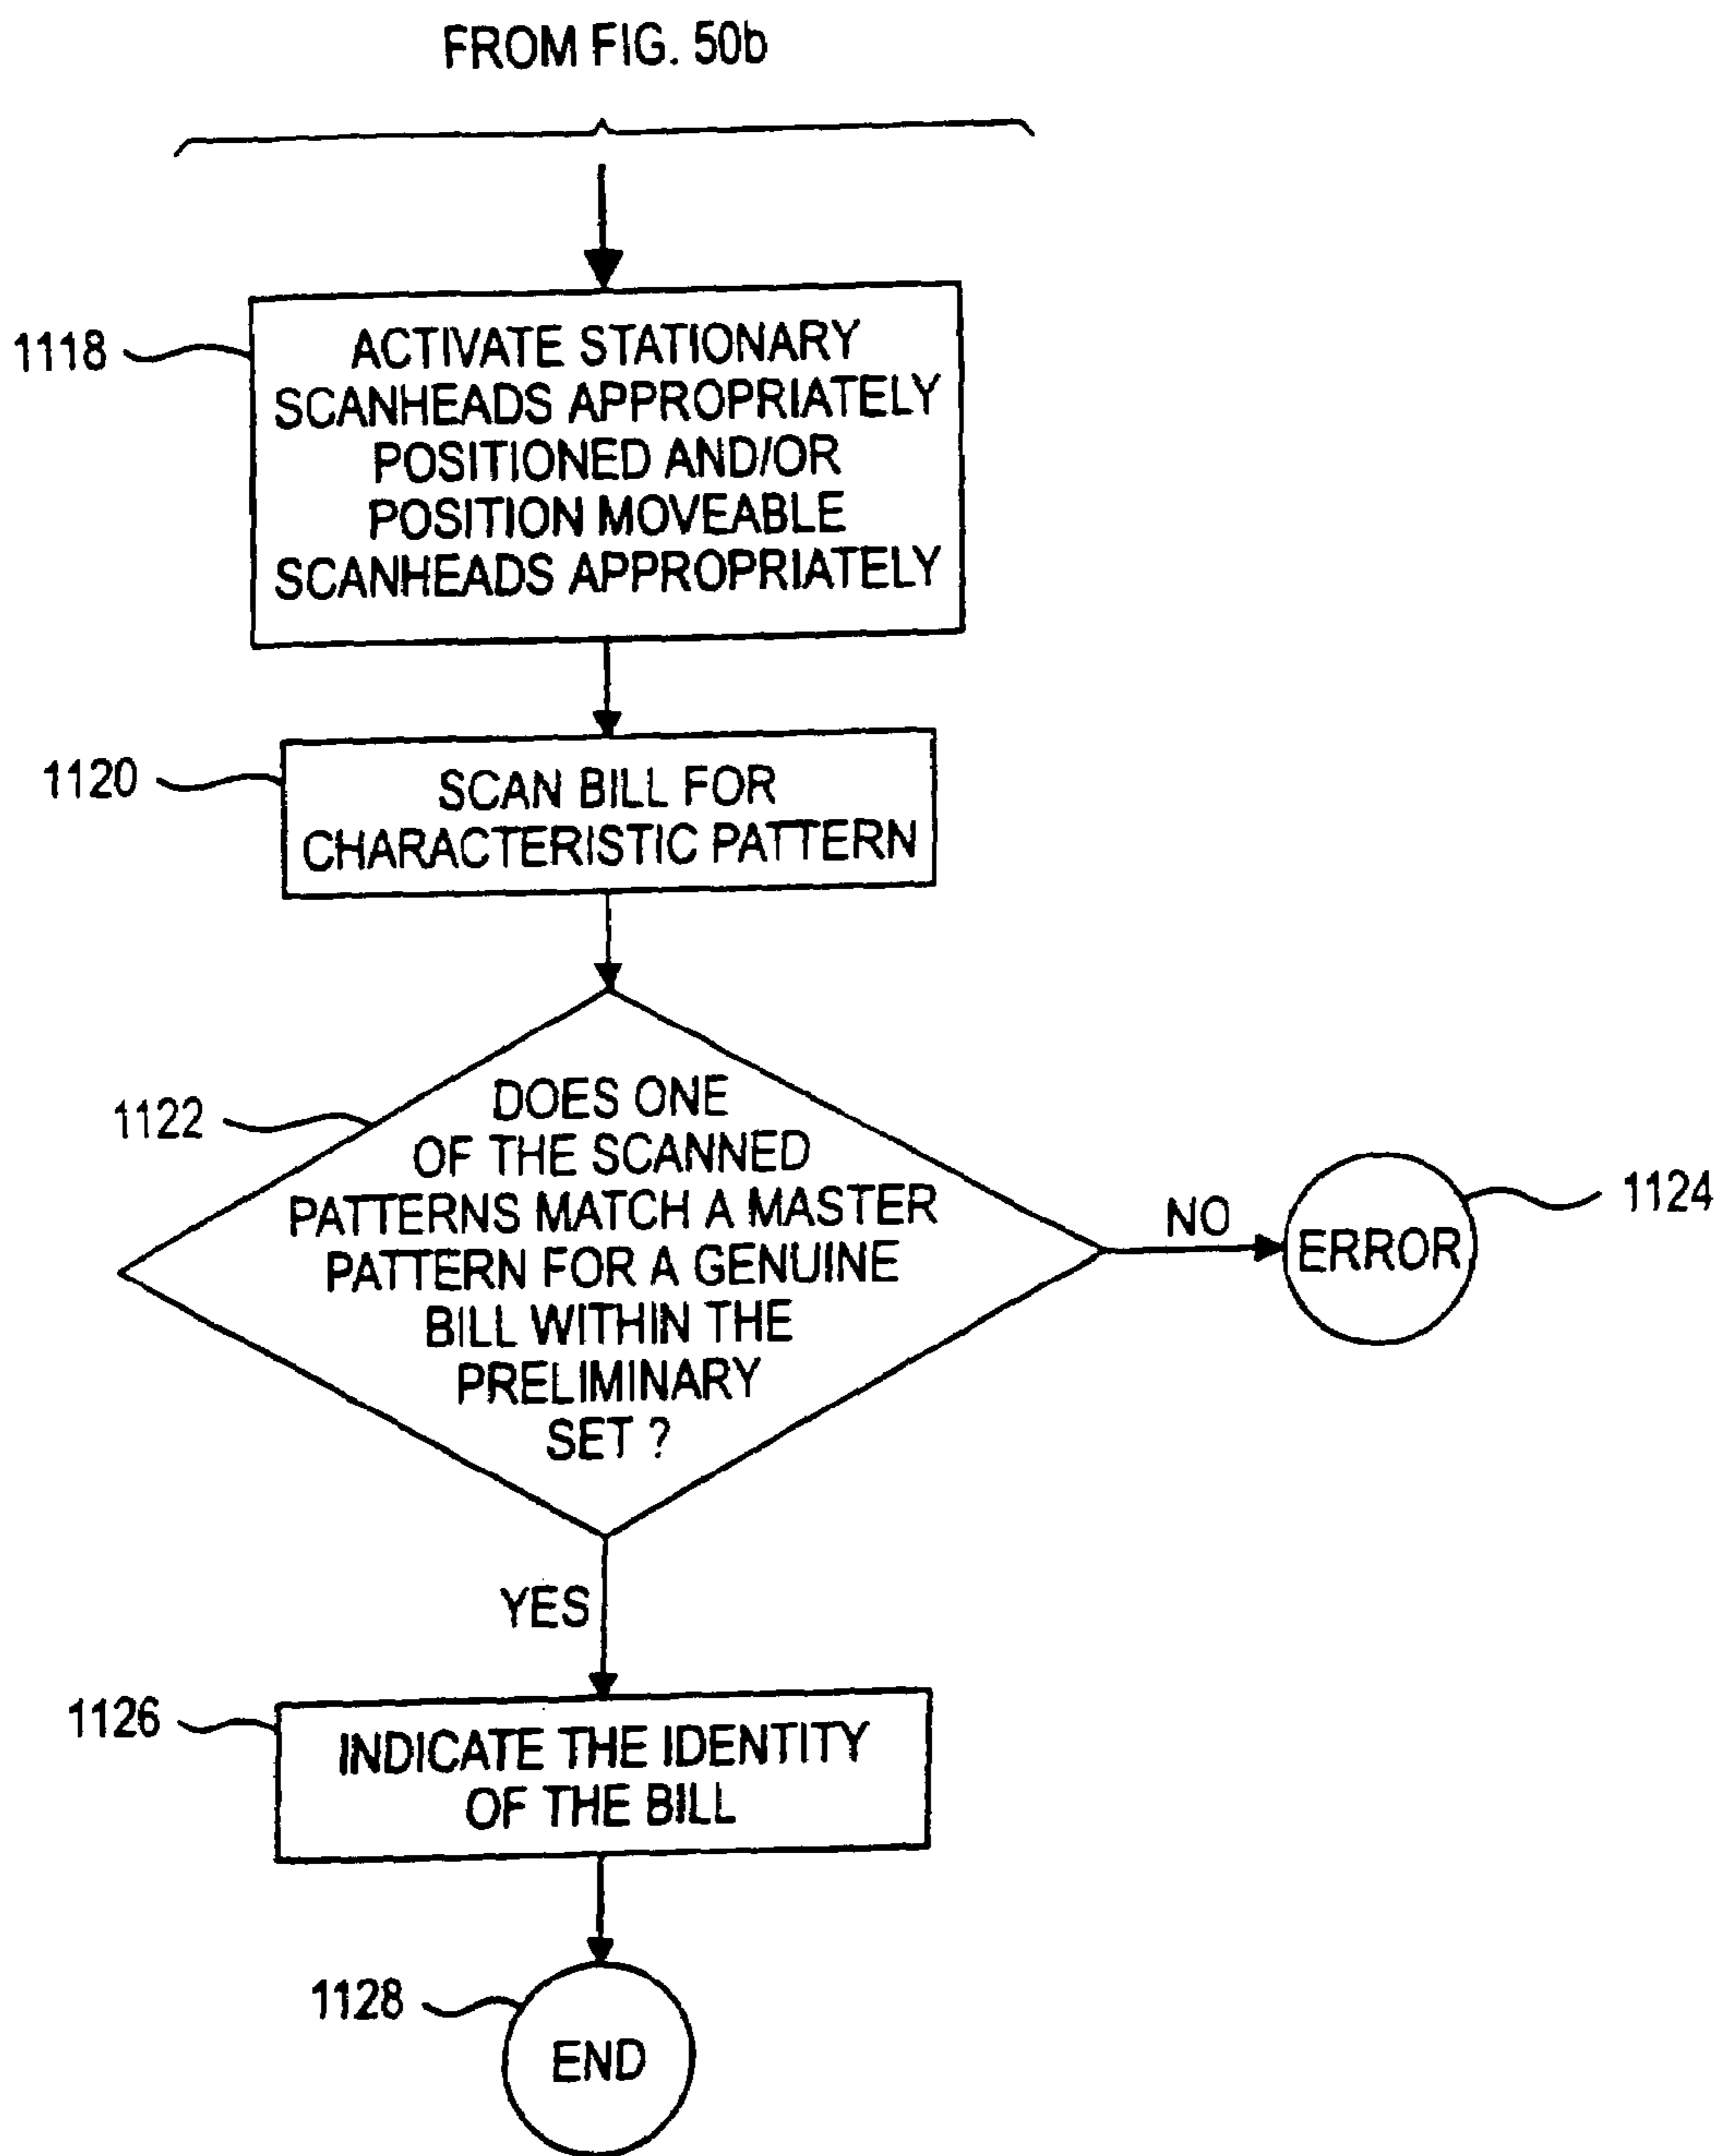 FROM FIG. 50b
1118
ACTIVATE STATIONARY
SCANHEADS APPROPRIATELY
POSITIONED AND/OR
POSITION MOVEABLE
SCANHEADS APPROPRIATELY
1120
SCAN BILL FOR
CHARACTERISTIC PATTERN
1122
DOES ONE
OF THE SCANNED
PATTERNS MATCH A MASTER
PATTERN FOR A GENUINE
BILL WITHIN THE
PRELIMINARY
SET ?
NO
ERROR
1124
YES
1126
INDICATE THE IDENTITY
OF THE BILL
1128
END